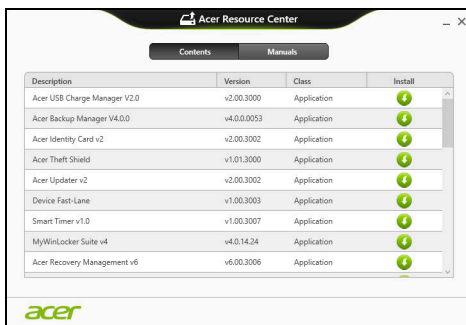 Acer Resource Center
Contents Manuals
Description Version Class Install
Acer USB Charge Manager V2.0 v2.00.3000 Application
Acer Backup Manager V4.0.0 v4.0.0.0053 Application
Acer Identity Card v2 v2.00.3002 Application
Acer Theft Shield v1.01.3000 Application
Acer Updater v2 v2.00.3002 Application
Device Fast-Lane v1.00.3003 Application
Smart Timer v1.0 v1.00.3007 Application
MyWinLocker Suite v4 v4.0.14.24 Application
Acer Recovery Management v6 v6.00.3006 Application
acer